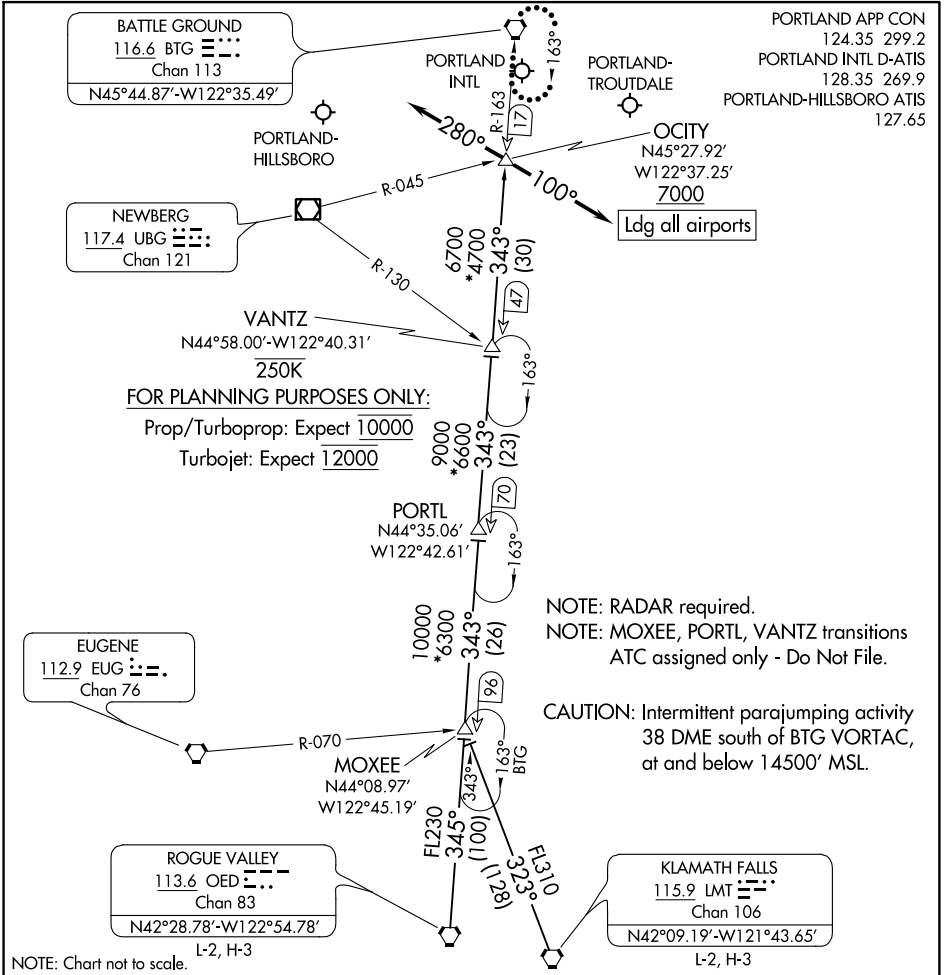 BATTLE GROUND
116.6 BTG
Chan 113
N45°44.87'-W122°35.49'
PORTLAND APP CON
124.35 299.2
PORTLAND INTL D-ATIS
128.35 269.9
PORTLAND-HILLSBORO ATIS
127.65
163°
PORTLAND
INTL
PORTLAND-
TROUTDALE
PORTLAND-
HILLSBORO
R-163
17
280°
100°
OCITY
N45°27.92'
W122°37.25'
7000
Ldg all airports
R-045
NEWBERG
117.4 UBG
Chan 121
R-130
6700
*4700
343°
(30)
47
VANTZ
N44°58.00'-W122°40.31'
250K
163°
FOR PLANNING PURPOSES ONLY:
Prop/Turboprop: Expect 10000
Turbojet: Expect 12000
9000
*6600
343°
(23)
70
PORTL
N44°35.06'
W122°42.61'
163°
NOTE: RADAR required.
NOTE: MOXEE, PORTL, VANTZ transitions
ATC assigned only - Do Not File.
10000
*6300
343°
(26)
96
EUGENE
112.9 EUG
Chan 76
R-070
CAUTION: Intermittent parajumping activity
38 DME south of BTG VORTAC,
at and below 14500' MSL.
MOXEE
N44°08.97'
W122°45.19'
343°
163°
BTG
FL230
345°
(100)
FL310
323°
(128)
ROGUE VALLEY
113.6 OED
Chan 83
N42°28.78'-W122°54.78'
L-2, H-3
KLAMATH FALLS
115.9 LMT
Chan 106
N42°09.19'-W121°43.65'
L-2, H-3
NOTE: Chart not to scale.